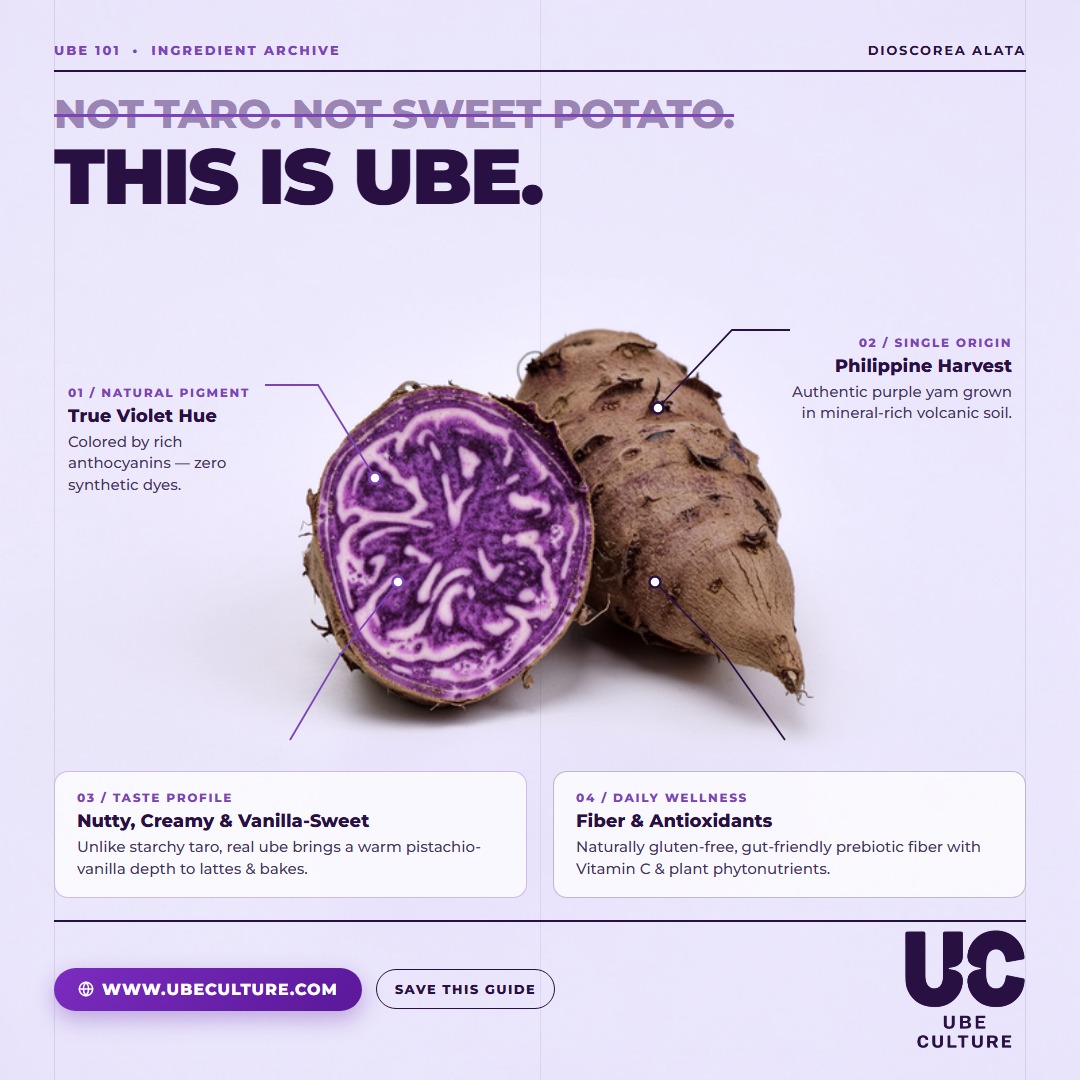 UBE 101 • INGREDIENT ARCHIVE
DIOSCOREA ALATA
NOT TARO. NOT SWEET POTATO.
THIS IS UBE.
01 / NATURAL PIGMENT
True Violet Hue
Colored by rich
anthocyanins — zero
synthetic dyes.
02 / SINGLE ORIGIN
Philippine Harvest
Authentic purple yam grown
in mineral-rich volcanic soil.
03 / TASTE PROFILE
Nutty, Creamy & Vanilla-Sweet
Unlike starchy taro, real ube brings a warm pistachio-
vanilla depth to lattes & bakes.
04 / DAILY WELLNESS
Fiber & Antioxidants
Naturally gluten-free, gut-friendly prebiotic fiber with
Vitamin C & plant phytonutrients.
WWW.UBECULTURE.COM
SAVE THIS GUIDE
UC
UBE
CULTURE